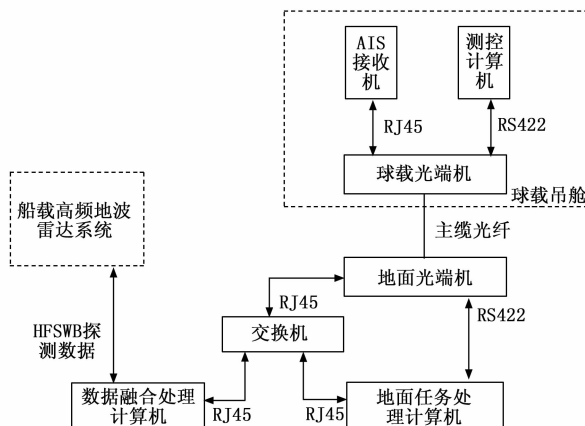 AIS
接收
机
测控
计算
机
RJ45
RS422
球载光端机
球载吊舱
船载高频地波
雷达系统
主缆光纤
地面光端机
RJ45
RS422
HFSWB探
测数据
交换机
数据融合处理
计算机
RJ45
RJ45
地面任务处
理计算机